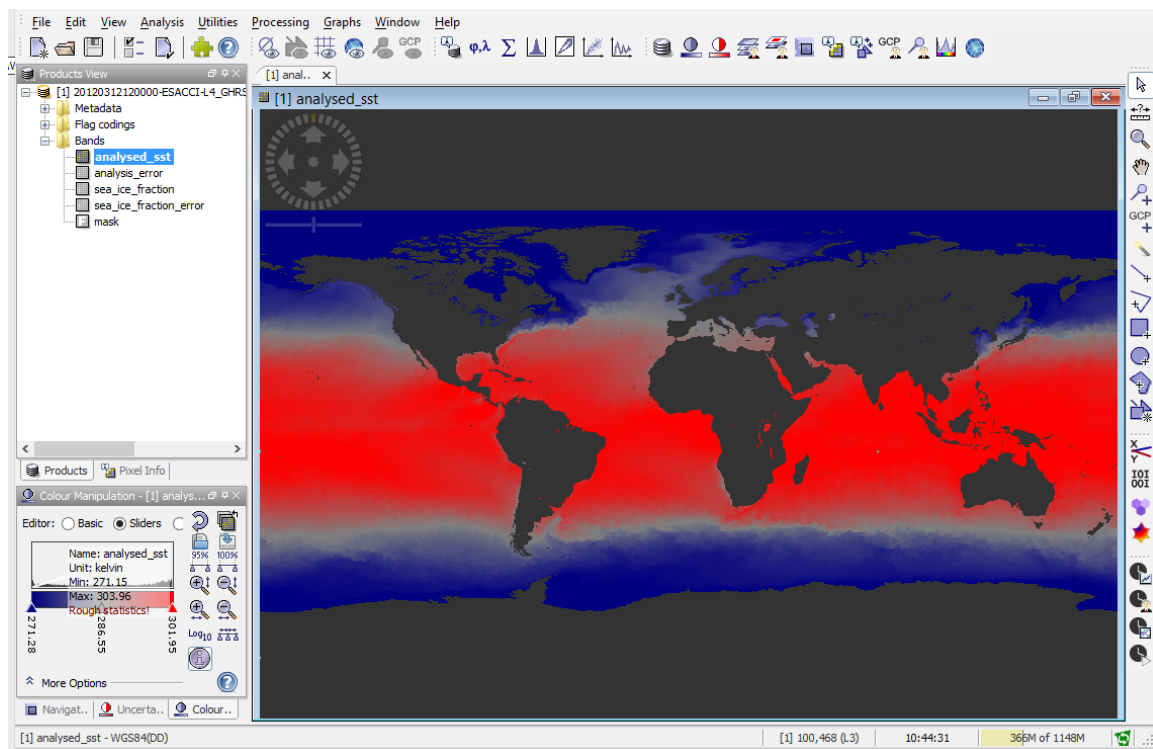 File Edit View Analysis Utilities Processing Graphs Window Help
GCP φ,λ Σ GCP
Products View
[1] anal..
[1] 20120312120000-ESACCI-L4_GHRS
Metadata
Flag codings
Bands
analysed_sst
analysis_error
sea_ice_fraction
sea_ice_fraction_error
mask
[1] analysed_sst
GCP
X
Y
IOI
OOI
Products Pixel Info
Colour Manipulation - [1] analys...
Editor: Basic Sliders
Name: analysed_sst
Unit: kelvin
Min: 271.15
Max: 303.96
Rough statistics!
95% 100%
271.28 286.55 301.95
Log10
More Options
Navigat.. Uncerta.. Colour..
[1] analysed_sst - WGS84(DD) [1] 100,468 (L3) 10:44:31 366M of 1148M